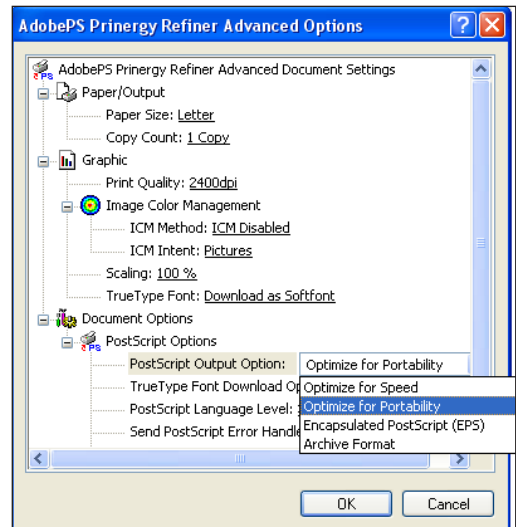 AdobePS Prinergy Refiner Advanced Options
AdobePS Prinergy Refiner Advanced Document Settings
Paper/Output
Paper Size: Letter
Copy Count: 1 Copy
Graphic
Print Quality: 2400dpi
Image Color Management
ICM Method: ICM Disabled
ICM Intent: Pictures
Scaling: 100 %
TrueType Font: Download as Softfont
Document Options
PostScript Options
PostScript Output Option: Optimize for Portability
TrueType Font Download Optimize for Speed
PostScript Language Level: Optimize for Portability
Send PostScript Error Encapsulated PostScript (EPS)
Archive Format
OK Cancel